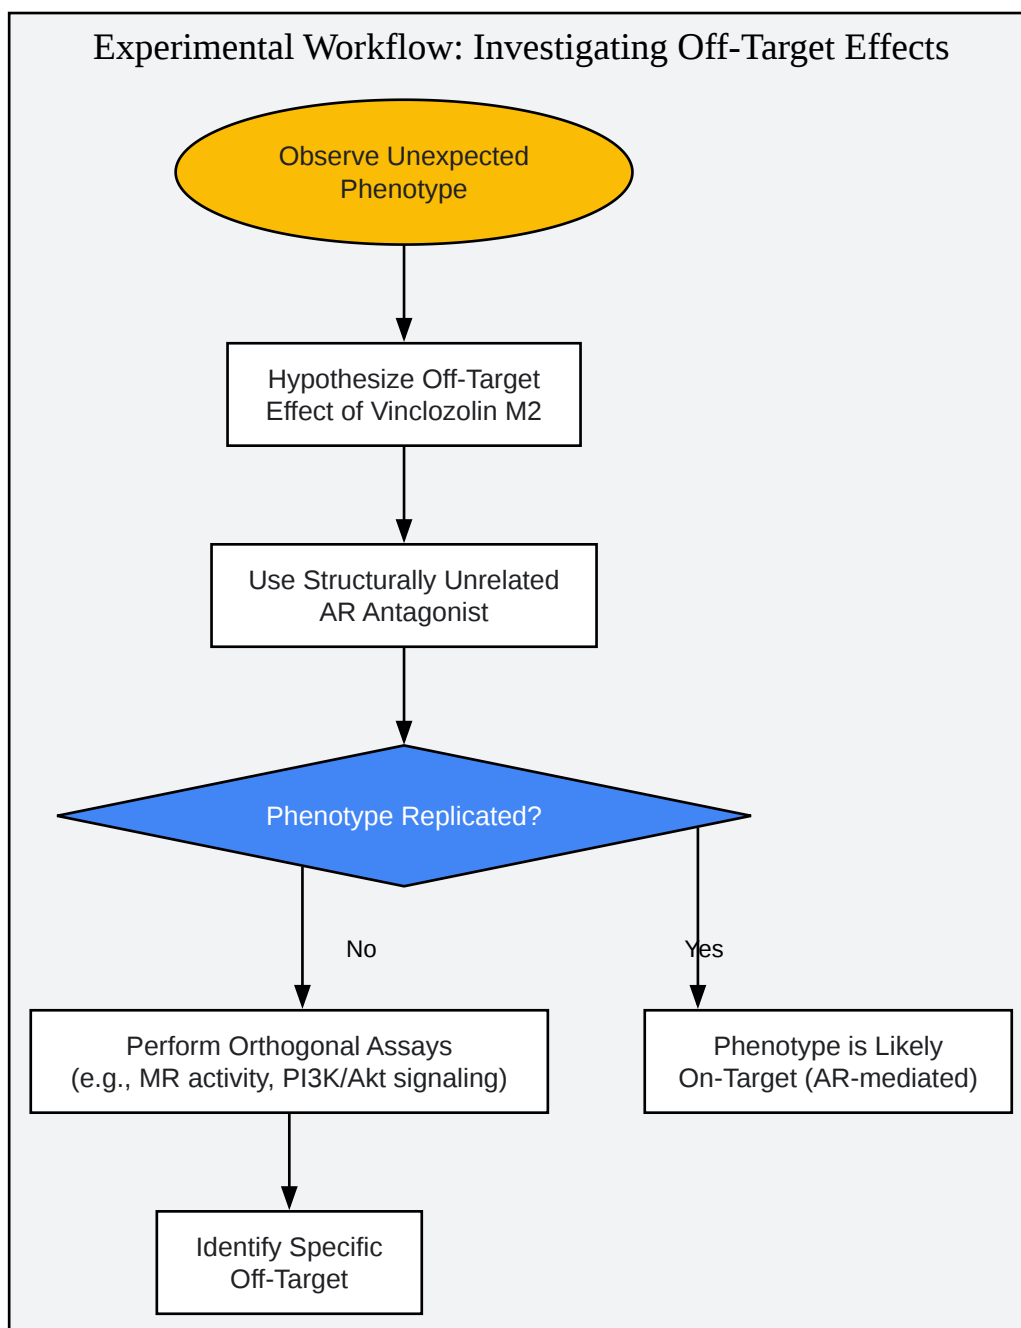 Experimental Workflow: Investigating Off-Target Effects
Observe Unexpected
Phenotype
Hypothesize Off-Target
Effect of Vinclozolin M2
Use Structurally Unrelated
AR Antagonist
Phenotype Replicated?
No
Yes
Perform Orthogonal Assays
(e.g., MR activity, PI3K/Akt signaling)
Phenotype is Likely
On-Target (AR-mediated)
Identify Specific
Off-Target